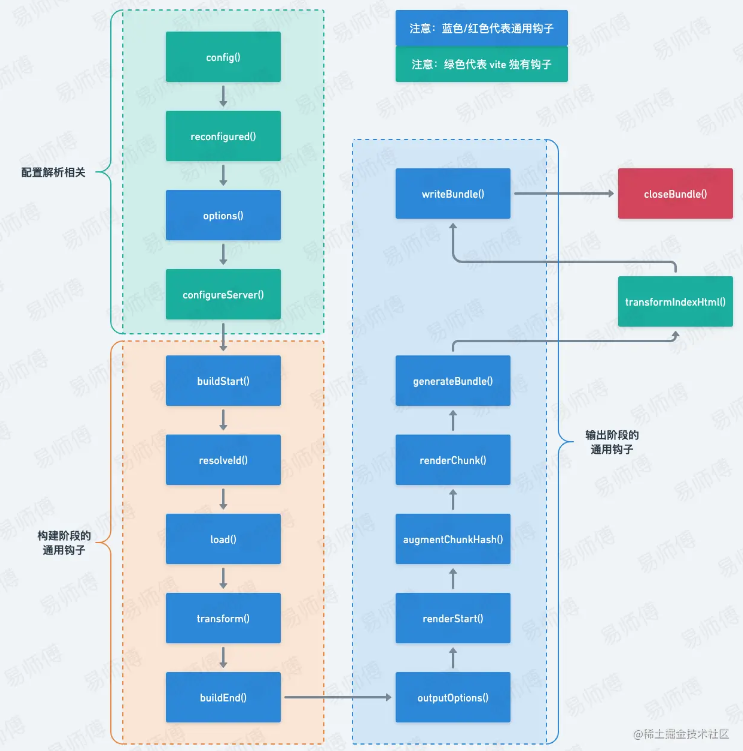 注意：蓝色/红色代表通用钩子
注意：绿色代表 vite 独有钩子
配置解析相关
config()
reconfigured()
options()
configureServer()
构建阶段的
通用钩子
buildStart()
resolveId()
load()
transform()
buildEnd()
输出阶段的
通用钩子
outputOptions()
renderStart()
augmentChunkHash()
renderChunk()
generateBundle()
transformIndexHtml()
writeBundle()
closeBundle()
易师傅
@稀土掘金技术社区